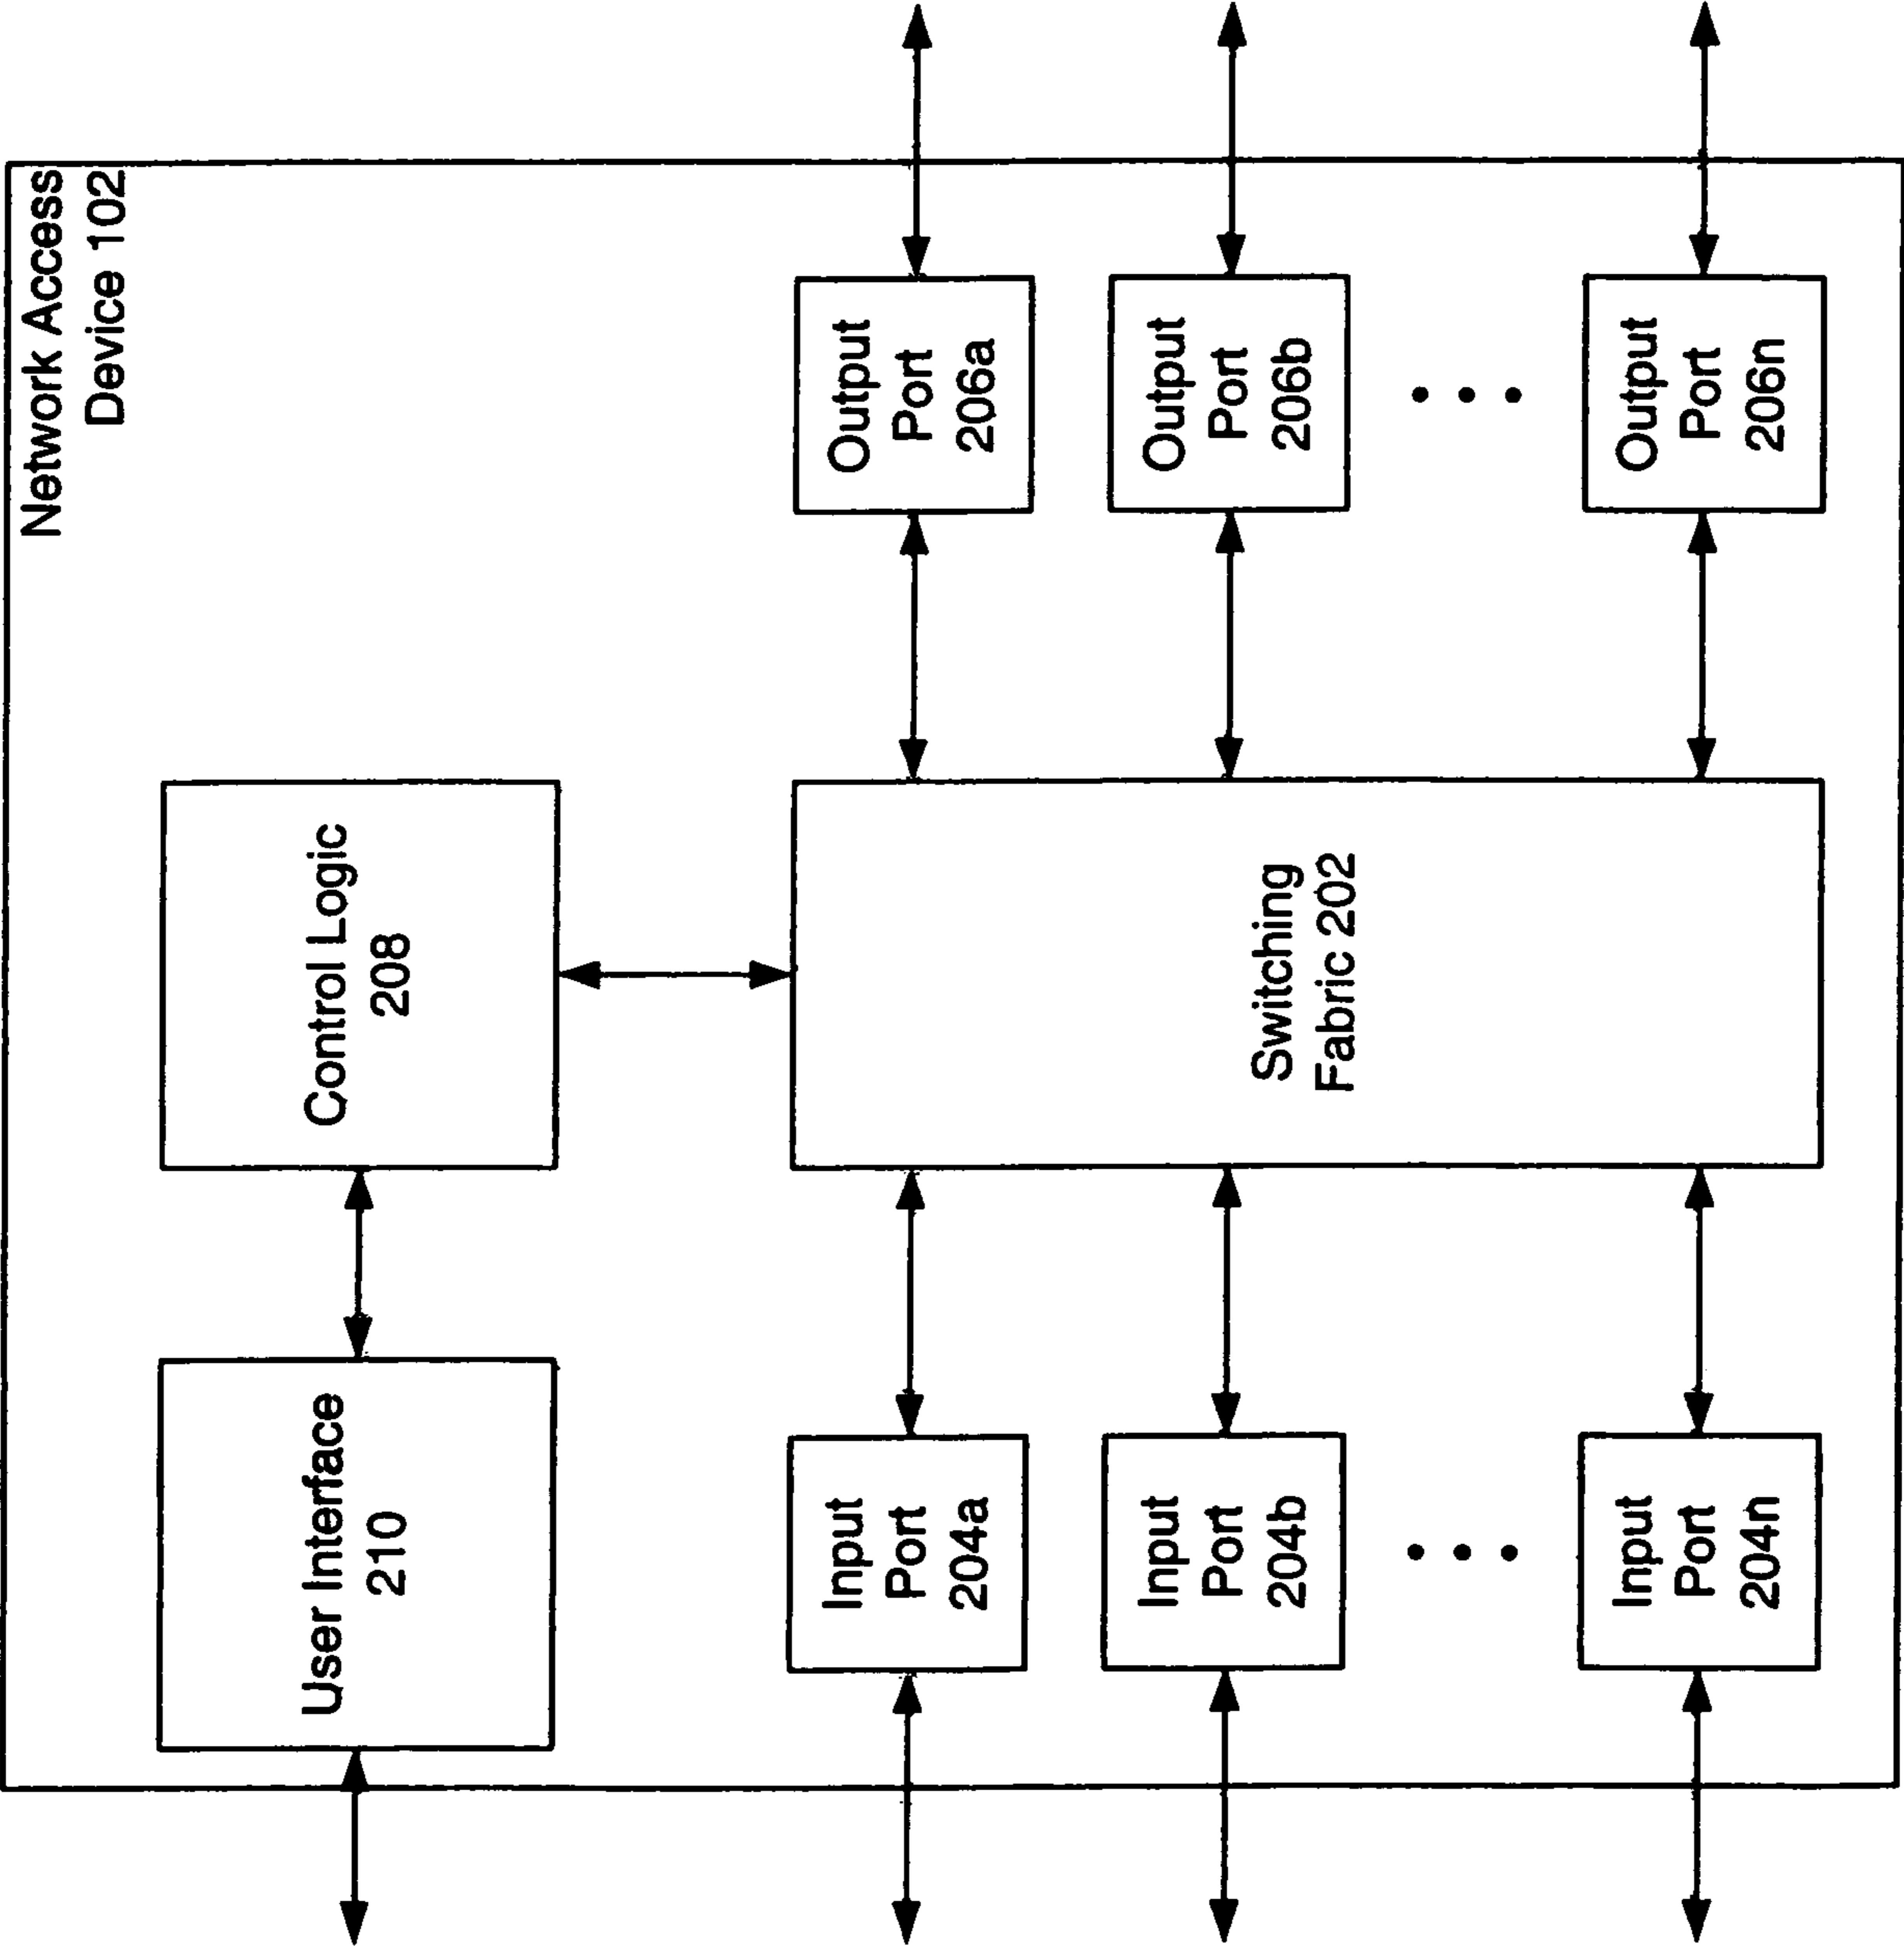 Network Access
Device 102
User Interface
210
Control Logic
208
Input
Port
204a
Switching
Fabric 202
Output
Port
206a
Input
Port
204b
Output
Port
206b
Input
Port
204n
Output
Port
206n